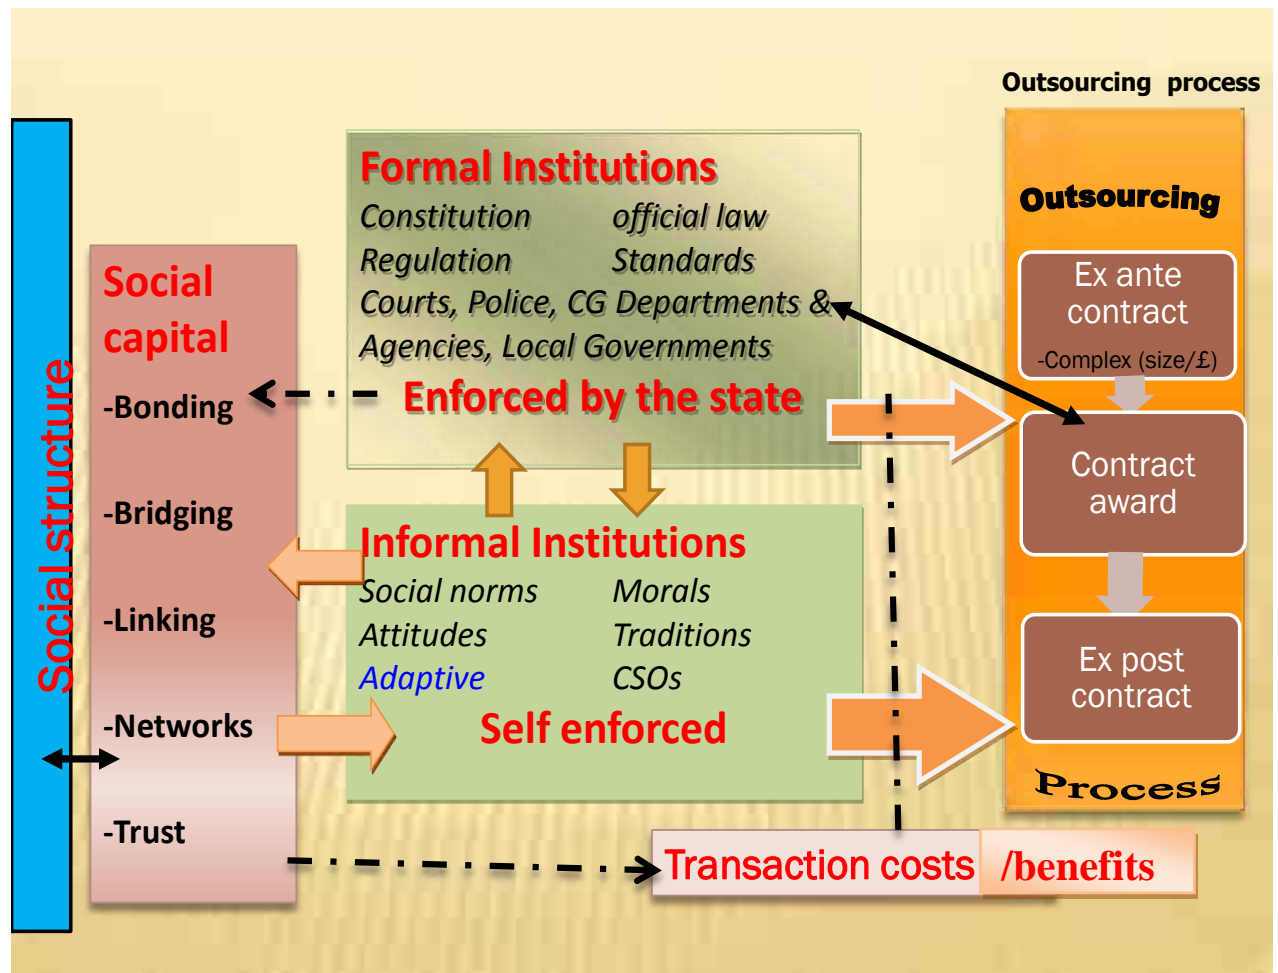 Outsourcing process
Social structure
Social
capital
-Bonding
-Bridging
-Linking
-Networks
-Trust
Formal Institutions
Constitution official law
Regulation Standards
Courts, Police, CG Departments &
Agencies, Local Governments
Enforced by the state
Informal Institutions
Social norms Morals
Attitudes Traditions
Adaptive CSOs
Self enforced
Outsourcing
Ex ante
contract
-Complex (size/£)
Contract
award
Ex post
contract
Process
Transaction costs /benefits